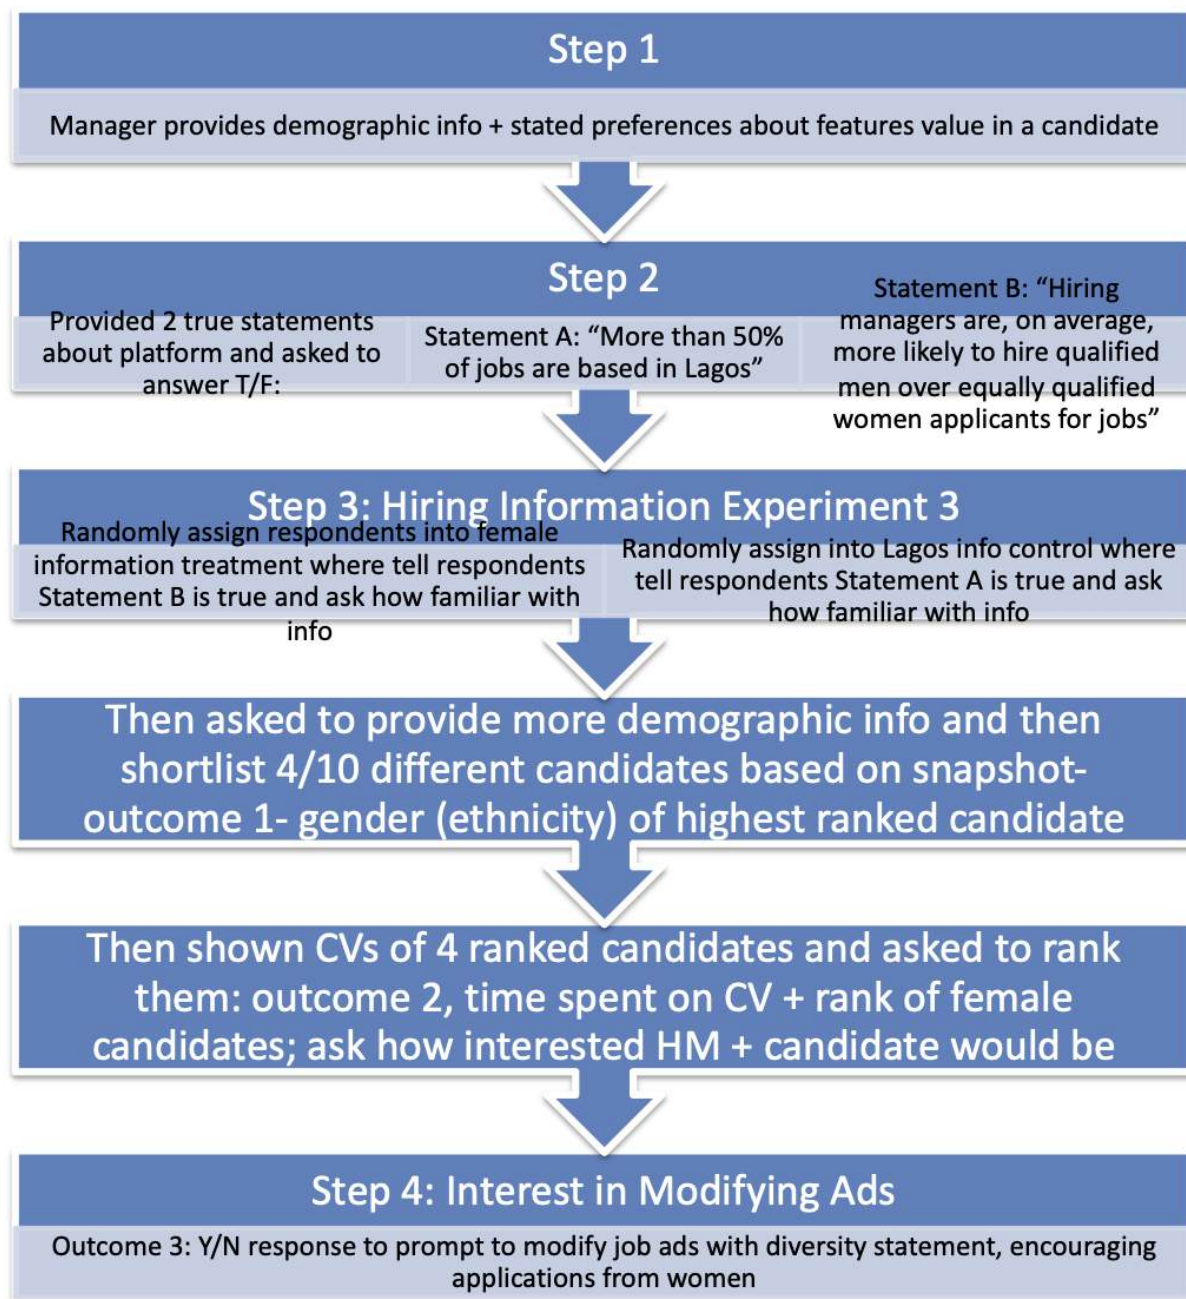 Step 1
Manager provides demographic info + stated preferences about features value in a candidate
Step 2
Provided 2 true statements
about platform and asked to
answer T/F:
Statement A: “More than 50%
of jobs are based in Lagos”
Statement B: “Hiring
managers are, on average,
more likely to hire qualified
men over equally qualified
women applicants for jobs”
Step 3: Hiring Information Experiment 3
Randomly assign respondents into female
information treatment where tell respondents
Statement B is true and ask how familiar with
info
Randomly assign into Lagos info control where
tell respondents Statement A is true and ask
how familiar with info
Then asked to provide more demographic info and then
shortlist 4/10 different candidates based on snapshot-
outcome 1- gender (ethnicity) of highest ranked candidate
Then shown CVs of 4 ranked candidates and asked to rank
them: outcome 2, time spent on CV + rank of female
candidates; ask how interested HM + candidate would be
Step 4: Interest in Modifying Ads
Outcome 3: Y/N response to prompt to modify job ads with diversity statement, encouraging
applications from women